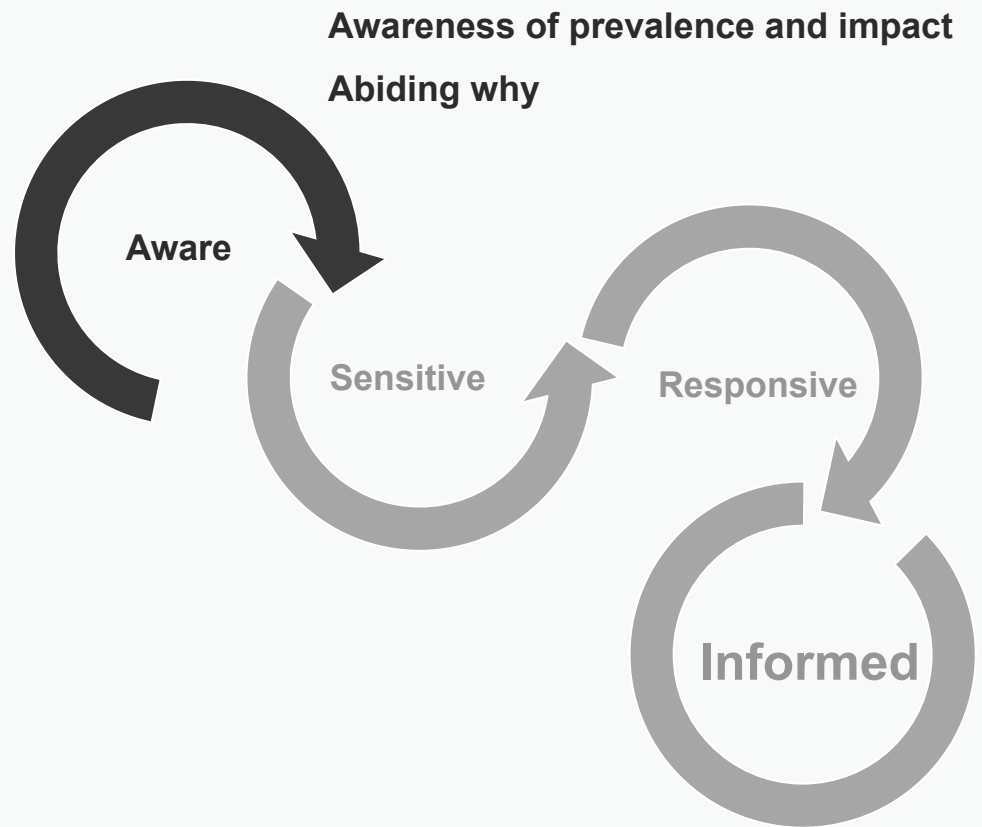 Awareness of prevalence and impact
Abiding why
Aware
Sensitive
Responsive
Informed